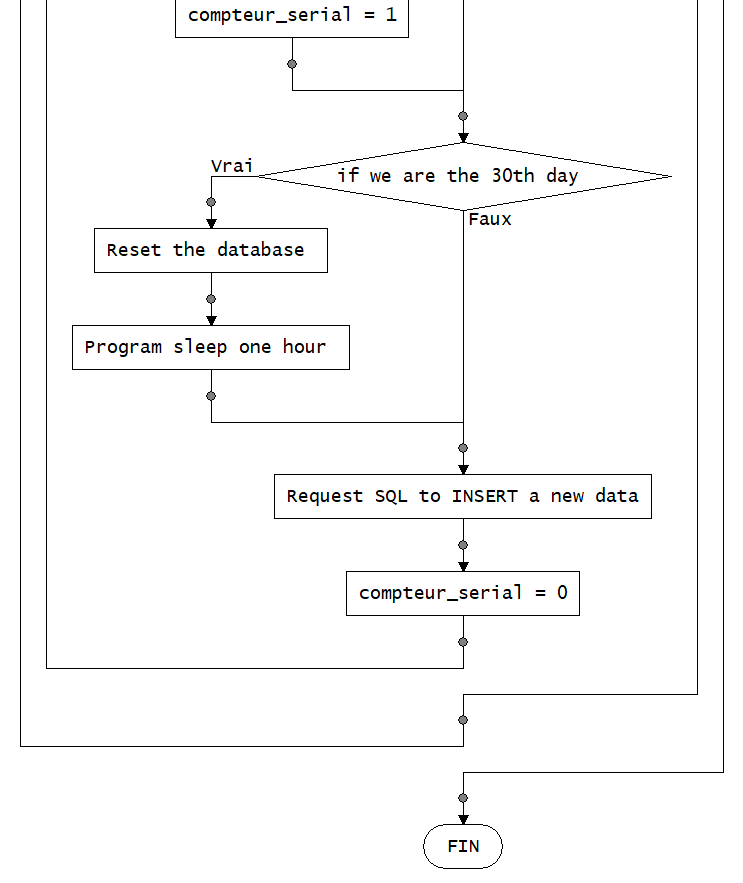 compteur_serial = 1
Vrai
if we are the 30th day
Faux
Reset the database
Program sleep one hour
Request SQL to INSERT a new data
compteur_serial = 0
FIN